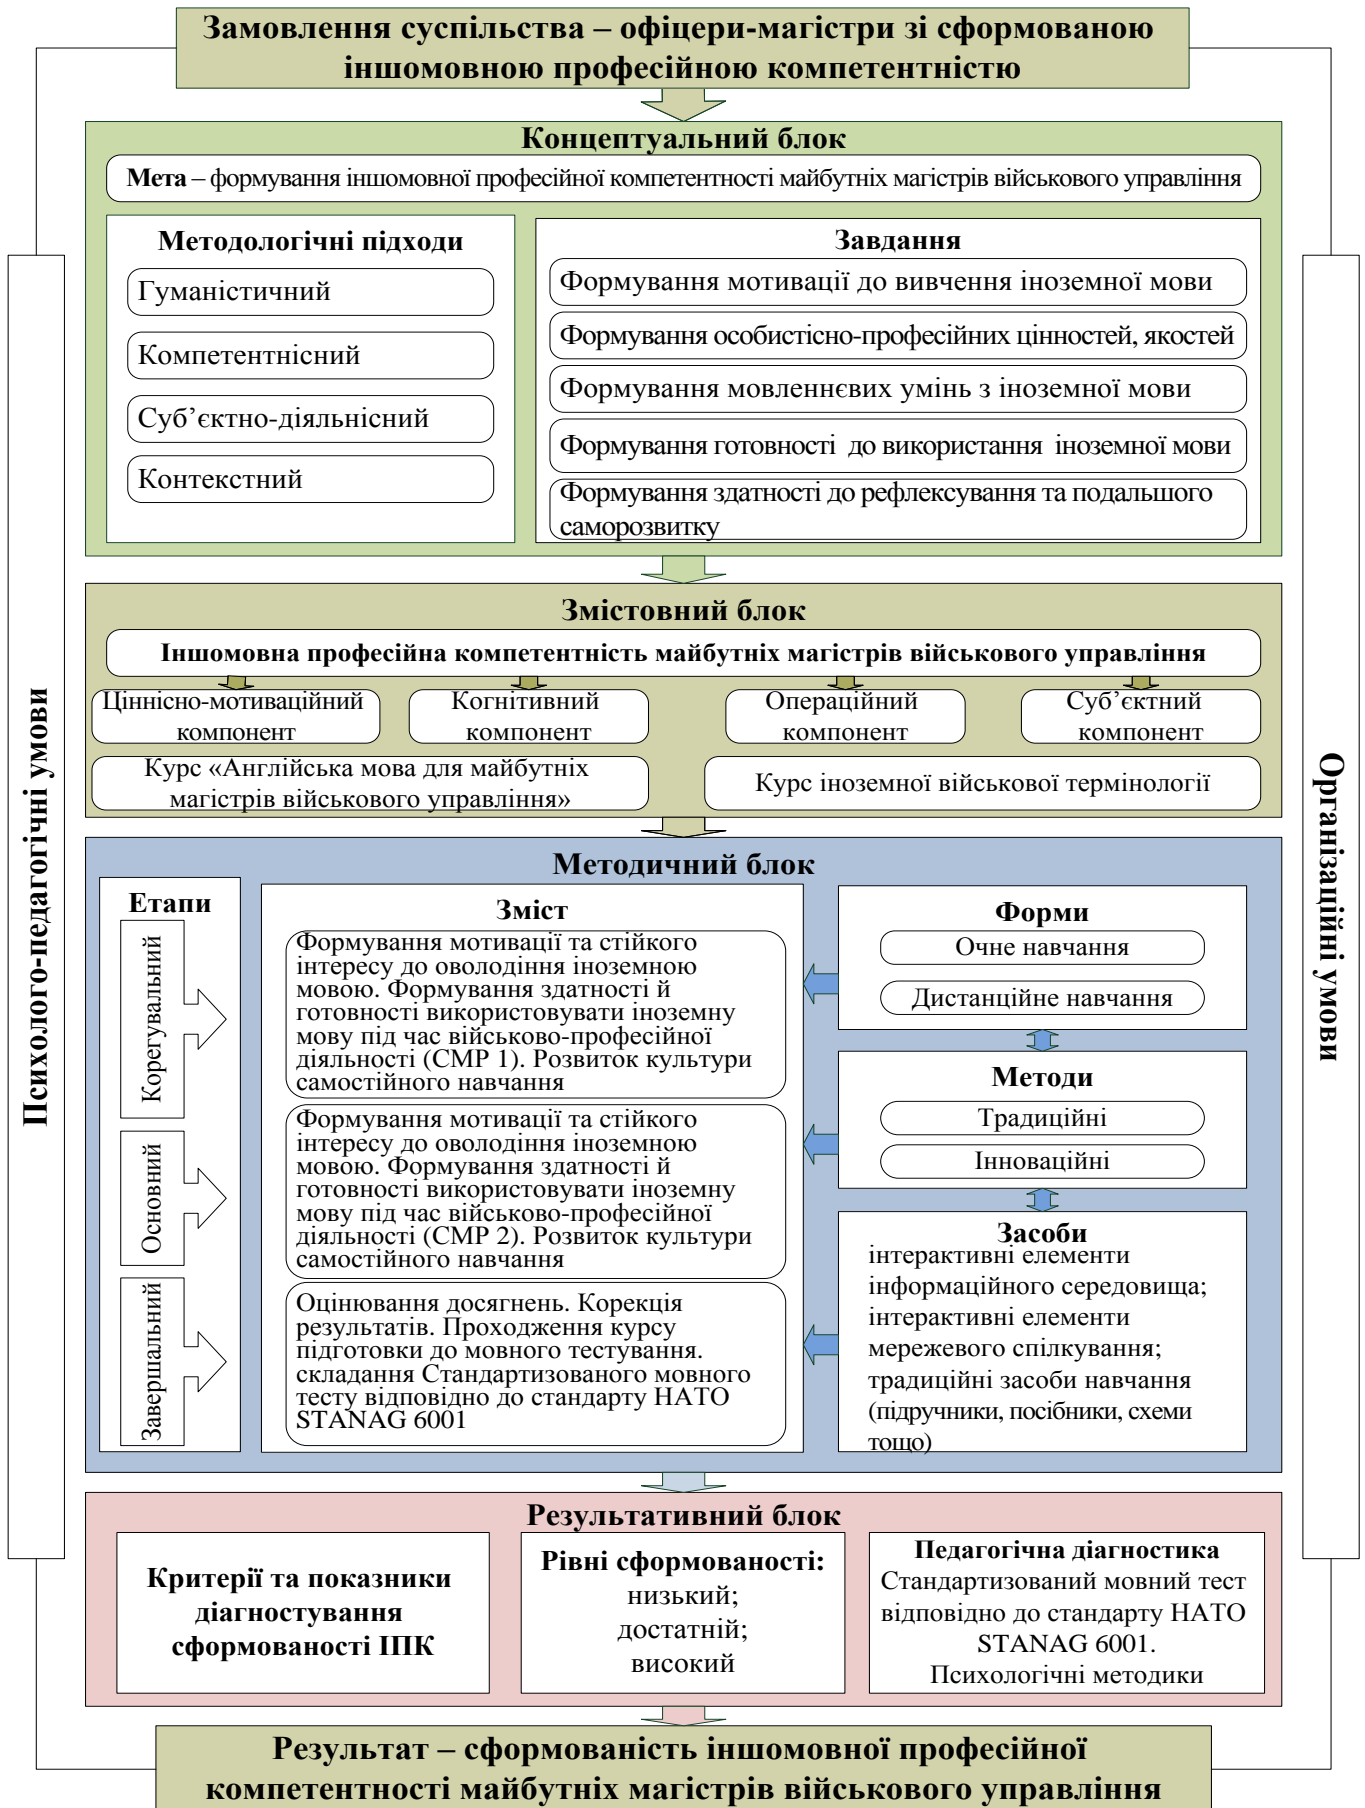 Замовлення суспільства – офіцери-магістри зі сформованою
іншомовною професійною компетентністю
Концептуальний блок
Мета – формування іншомовної професійної компетентності майбутніх магістрів військового управління
Методологічні підходи
Гуманістичний
Компетентнісний
Суб’єктно-діяльнісний
Контекстний
Завдання
Формування мотивації до вивчення іноземної мови
Формування особистісно-професійних цінностей, якостей
Формування мовленнєвих умінь з іноземної мови
Формування готовності до використання іноземної мови
Формування здатності до рефлексування та подальшого
саморозвитку
Психолого-педагогічні умови
Організаційні умови
Змістовний блок
Іншомовна професійна компетентність майбутніх магістрів військового управління
Ціннісно-мотиваційний
компонент
Когнітивний
компонент
Операційний
компонент
Суб’єктний
компонент
Курс «Англійська мова для майбутніх
магістрів військового управління»
Курс іноземної військової термінології
Методичний блок
Етапи
Корегувальний
Основний
Завершальний
Зміст
Формування мотивації та стійкого
інтересу до оволодіння іноземною
мовою. Формування здатності й
готовності використовувати іноземну
мову під час військово-професійної
діяльності (СМР 1). Розвиток культури
самостійного навчання
Формування мотивації та стійкого
інтересу до оволодіння іноземною
мовою. Формування здатності й
готовності використовувати іноземну
мову під час військово-професійної
діяльності (СМР 2). Розвиток культури
самостійного навчання
Оцінювання досягнень. Корекція
результатів. Проходження курсу
підготовки до мовного тестування.
складання Стандартизованого мовного
тесту відповідно до стандарту НАТО
STANAG 6001
Форми
Очне навчання
Дистанційне навчання
Методи
Традиційні
Інноваційні
Засоби
інтерактивні елементи
інформаційного середовища;
інтерактивні елементи
мережевого спілкування;
традиційні засоби навчання
(підручники, посібники, схеми
тощо)
Результативний блок
Критерії та показники
діагностування
сформованості ІПК
Рівні сформованості:
низький;
достатній;
високий
Педагогічна діагностика
Стандартизований мовний тест
відповідно до стандарту НАТО
STANAG 6001.
Психологічні методики
Результат – сформованість іншомовної професійної
компетентності майбутніх магістрів військового управління